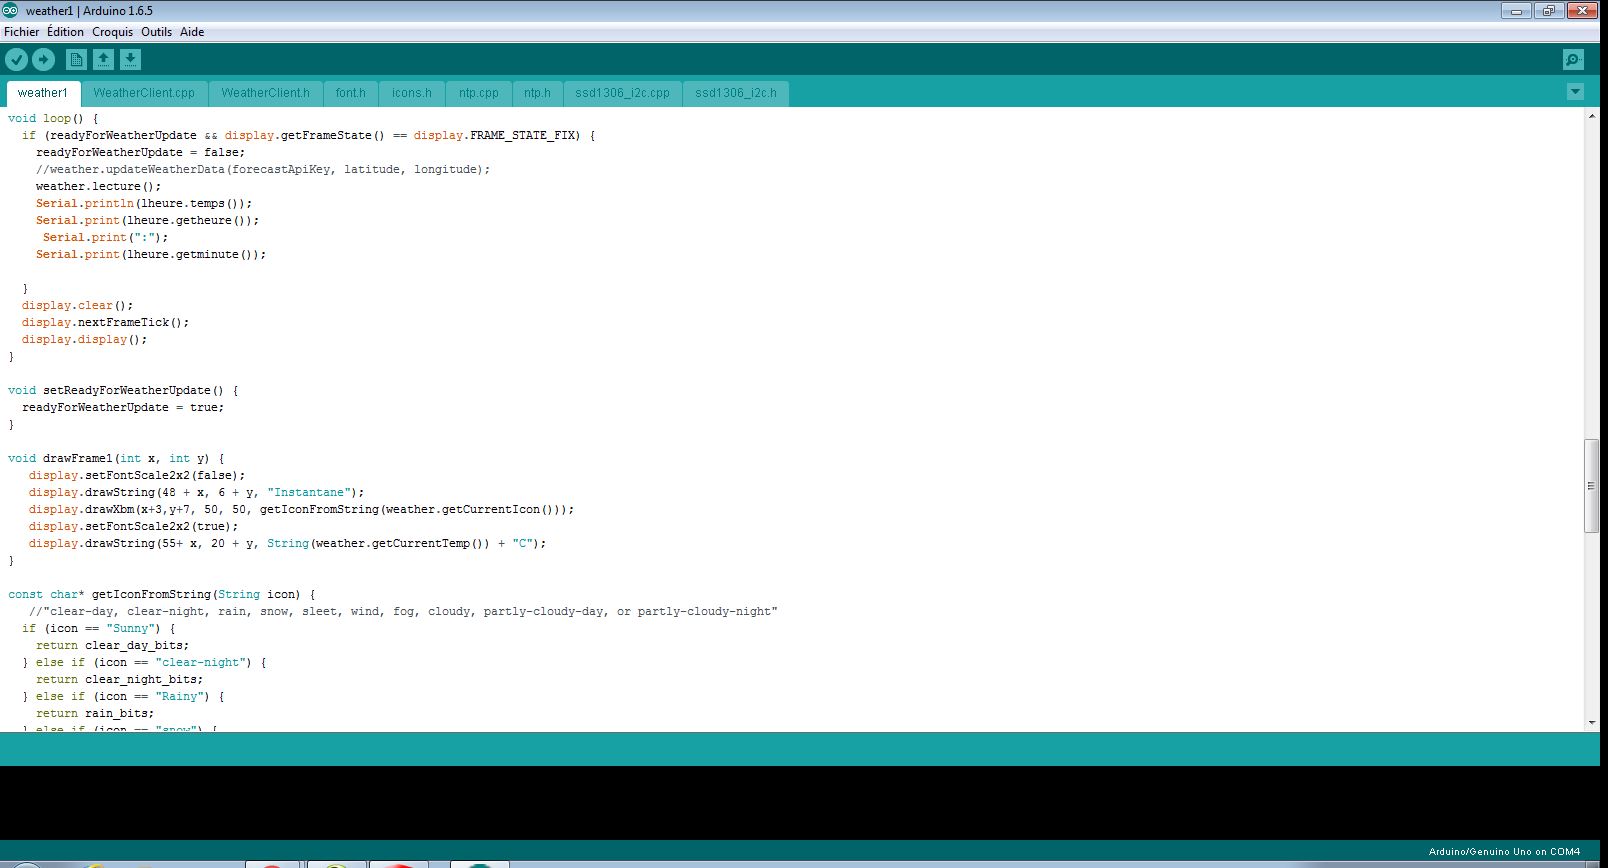 weather1 | Arduino 1.6.5
Fichier Édition Croquis Outils Aide
weather1 WeatherClient.cpp WeatherClient.h font.h icons.h ntp.cpp ntp.h ssd1306_i2c.cpp ssd1306_i2c.h
void loop() {
if (readyForWeatherUpdate && display.getFrameState() == display.FRAME_STATE_FIX) {
readyForWeatherUpdate = false;
//weather.updateWeatherData(forecastApiKey, latitude, longitude);
weather.lecture();
Serial.println(lheure.temps());
Serial.print(lheure.getheure());
Serial.print(":");
Serial.print(lheure.getminute());
}
display.clear();
display.nextFrameTick();
display.display();
}
void setReadyForWeatherUpdate() {
readyForWeatherUpdate = true;
}
void drawFrame1(int x, int y) {
display.setFontScale2x2(false);
display.drawString(48 + x, 6 + y, "Instantane");
display.drawXbm(x+3,y+7, 50, 50, getIconFromString(weather.getCurrentIcon()));
display.setFontScale2x2(true);
display.drawString(55+ x, 20 + y, String(weather.getCurrentTemp()) + "C");
}
const char* getIconFromString(String icon) {
//"clear-day, clear-night, rain, snow, sleet, wind, fog, cloudy, partly-cloudy-day, or partly-cloudy-night"
if (icon == "Sunny") {
return clear_day_bits;
} else if (icon == "clear-night") {
return clear_night_bits;
} else if (icon == "Rainy") {
return rain_bits;
} else if (icon == "snow") {
Arduino/Genuino Uno on COM4